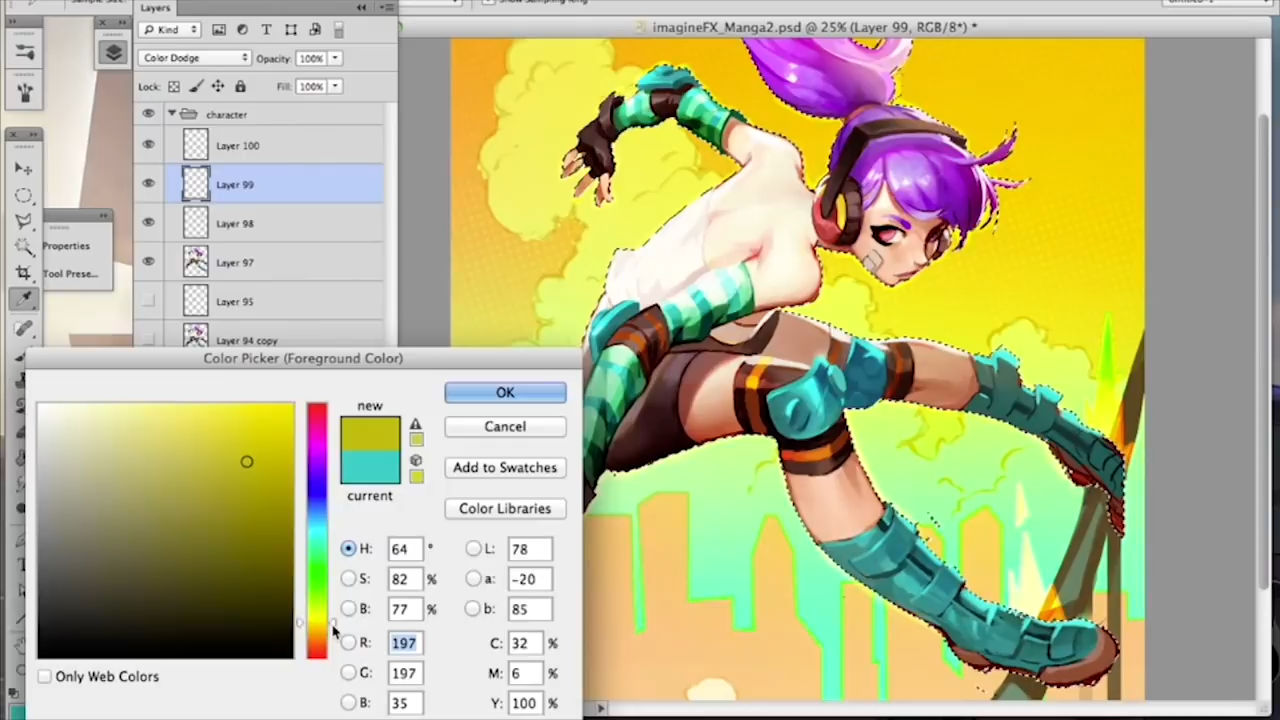 Layers
Kind
Color Dodge
Opacity: 100%
Lock:
Fill: 100%
character
Layer 100
Layer 99
Layer 98
Layer 97
Layer 95
Layer 94 copy
Properties
Tool Prese...
imagineFX_Manga2.psd @ 25% (Layer 99, RGB/8*) *
Color Picker (Foreground Color)
new
current
OK
Cancel
Add to Swatches
Color Libraries
H: 64 °
S: 82 %
B: 77 %
R: 197
G: 197
B: 35
L: 78
a: -20
b: 85
C: 32 %
M: 6 %
Y: 100 %
Only Web Colors